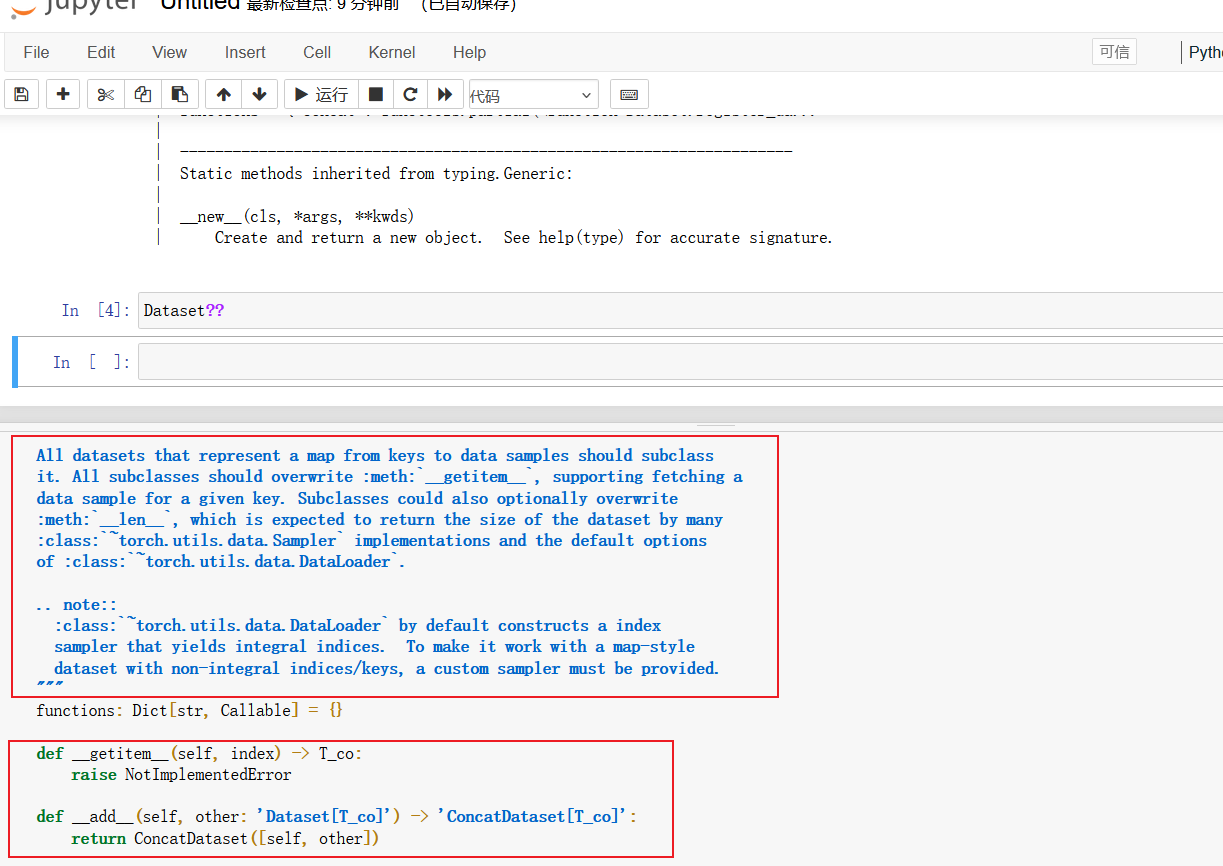 jupyter Untitled 最新检查点: 9 分钟前 (已自动保存)
File Edit View Insert Cell Kernel Help 可信
运行 代码
Static methods inherited from typing.Generic:
__new__(cls, *args, **kwds)
Create and return a new object. See help(type) for accurate signature.
In [4]: Dataset??
In [ ]:
All datasets that represent a map from keys to data samples should subclass
it. All subclasses should overwrite :meth:`__getitem__`, supporting fetching a
data sample for a given key. Subclasses could also optionally overwrite
:meth:`__len__`, which is expected to return the size of the dataset by many
:class:`~torch.utils.data.Sampler` implementations and the default options
of :class:`~torch.utils.data.DataLoader`.
.. note::
:class:`~torch.utils.data.DataLoader` by default constructs a index
sampler that yields integral indices. To make it work with a map-style
dataset with non-integral indices/keys, a custom sampler must be provided.
"""
functions: Dict[str, Callable] = {}
def __getitem__(self, index) -> T_co:
raise NotImplementedError
def __add__(self, other: 'Dataset[T_co]') -> 'ConcatDataset[T_co]':
return ConcatDataset([self, other])